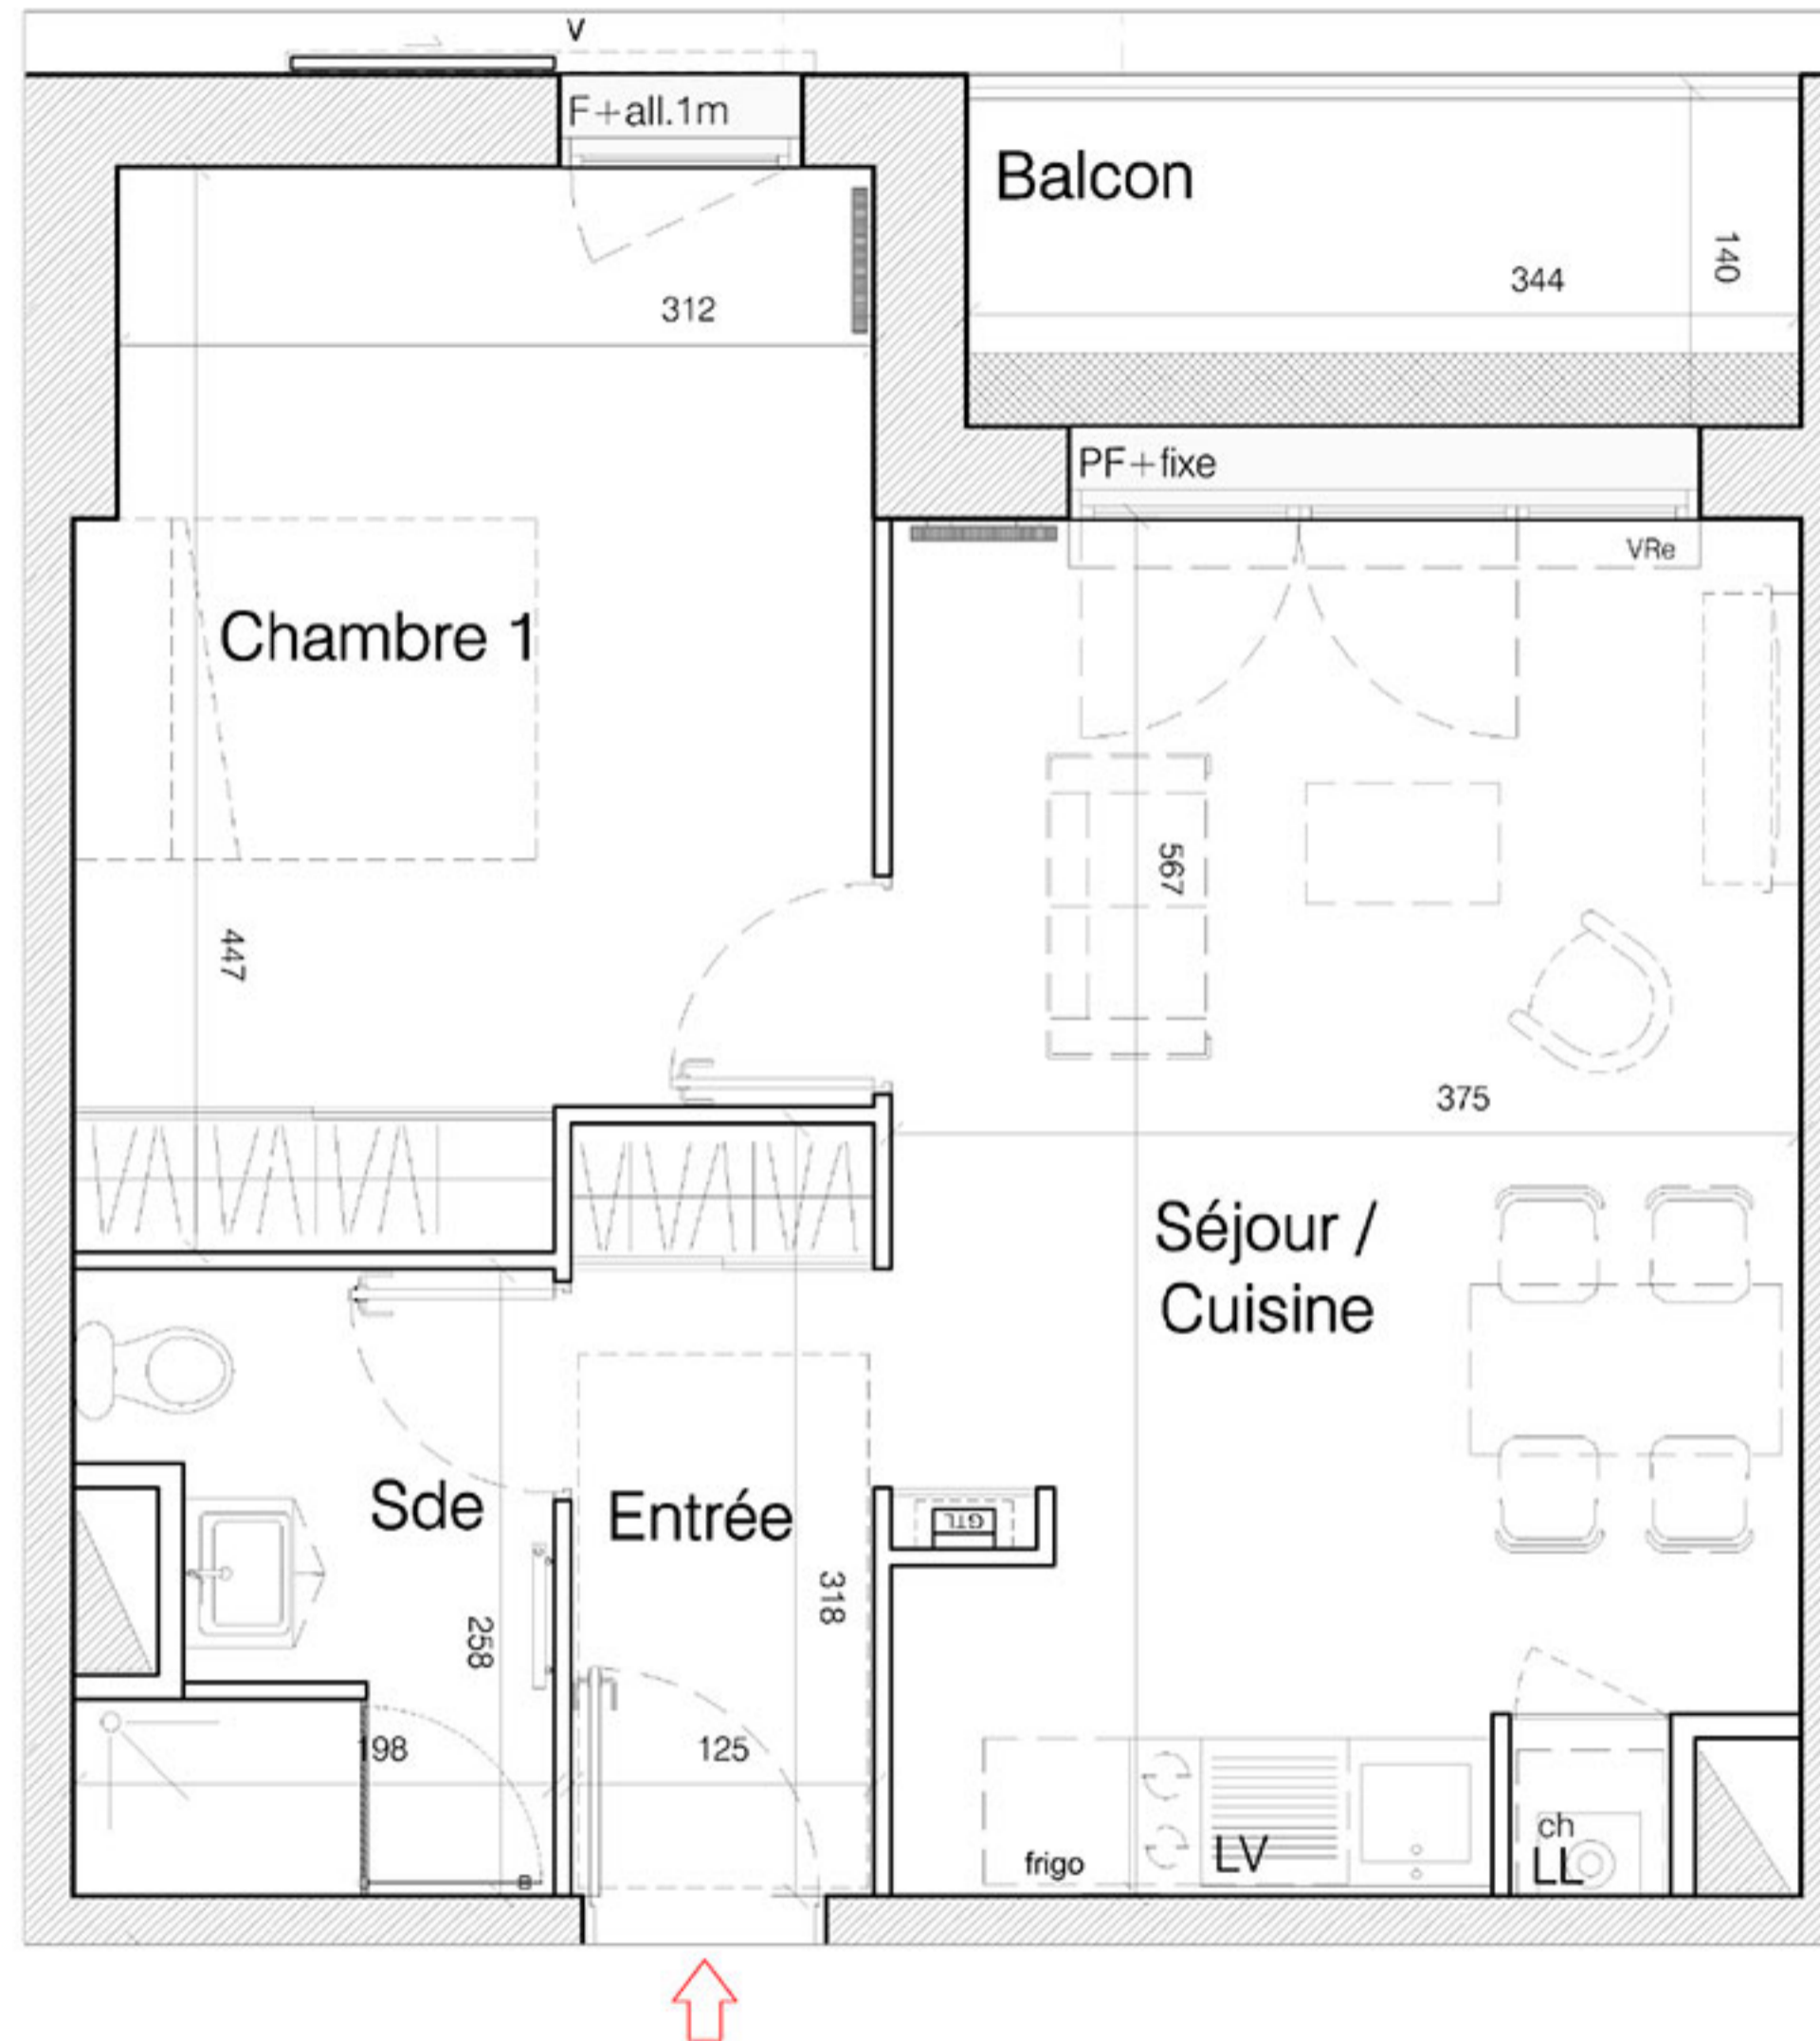 V
F+all.1m
Balcon
140
344
312
PF+fixe
VRe
Chambre 1
567
447
375
Séjour /
Cuisine
Sde
Entrée
GTL
318
258
198
125
ch
LL
LV
frigo